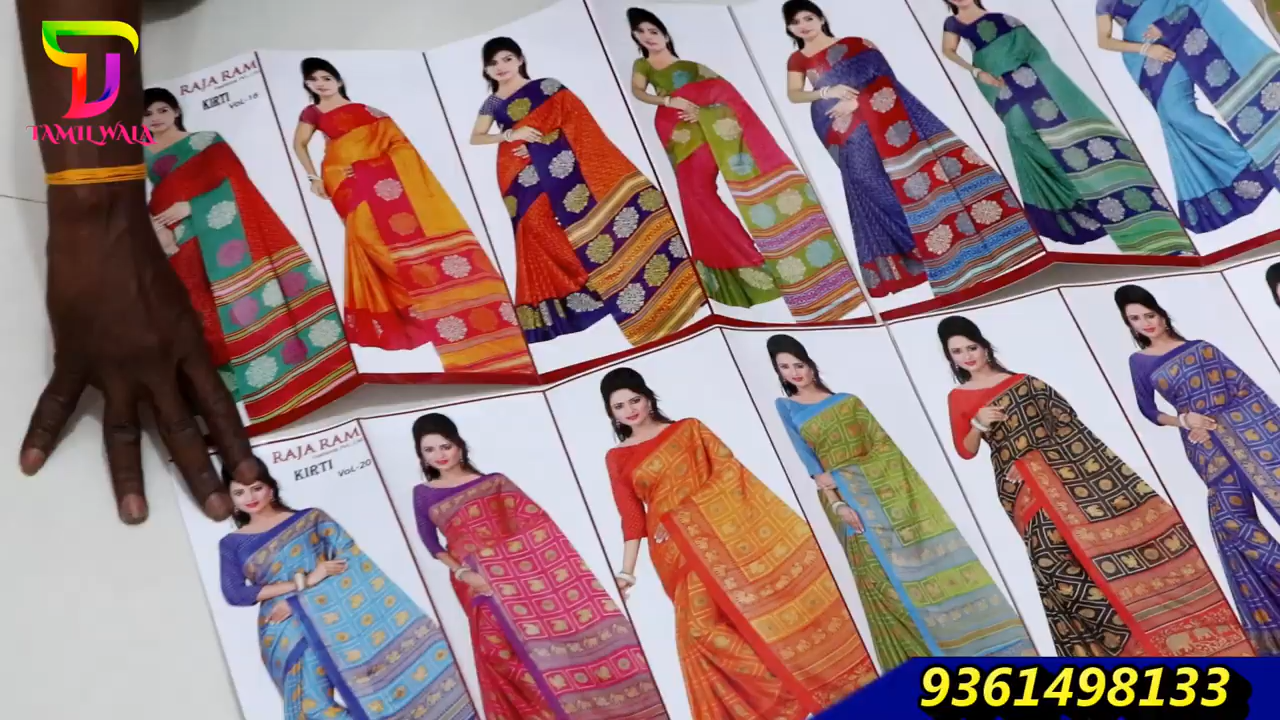 TAMILWALA
RAJA RAM
KIRTI VOL-18
RAJA RAM
KIRTI VOL-20
9361498133